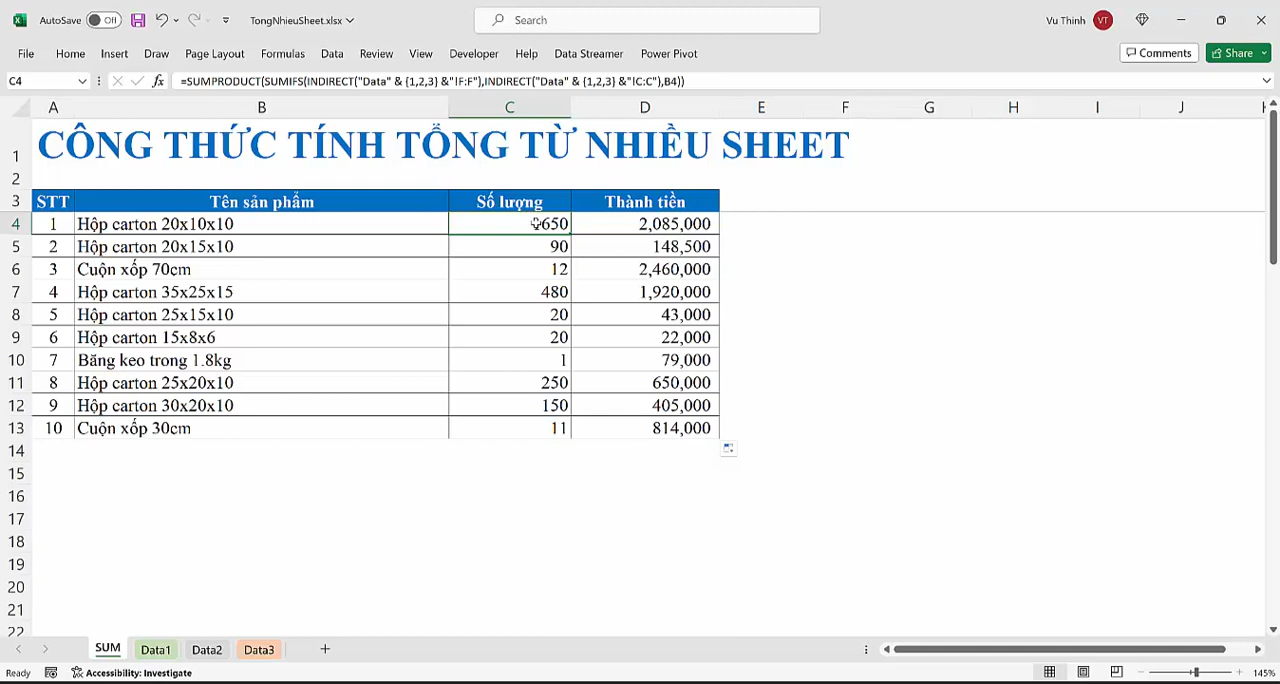 AutoSave Off TongNhieuSheet.xlsx Search Vu Thinh VT
File Home Insert Draw Page Layout Formulas Data Review View Developer Help Data Streamer Power Pivot Comments Share
C4 fx =SUMPRODUCT(SUMIFS(INDIRECT("Data" & {1,2,3} &"!F:F"),INDIRECT("Data" & {1,2,3} &"!C:C"),B4))
A B C D E F G H I J
1 CÔNG THỨC TÍNH TỔNG TỪ NHIỀU SHEET
2
3 STT Tên sản phẩm Số lượng Thành tiền
4 1 Hộp carton 20x10x10 650 2,085,000
5 2 Hộp carton 20x15x10 90 148,500
6 3 Cuộn xốp 70cm 12 2,460,000
7 4 Hộp carton 35x25x15 480 1,920,000
8 5 Hộp carton 25x15x10 20 43,000
9 6 Hộp carton 15x8x6 20 22,000
10 7 Băng keo trong 1.8kg 1 79,000
11 8 Hộp carton 25x20x10 250 650,000
12 9 Hộp carton 30x20x10 150 405,000
13 10 Cuộn xốp 30cm 11 814,000
14
15
16
17
18
19
20
21
22
SUM Data1 Data2 Data3
Ready Accessibility: Investigate 145%